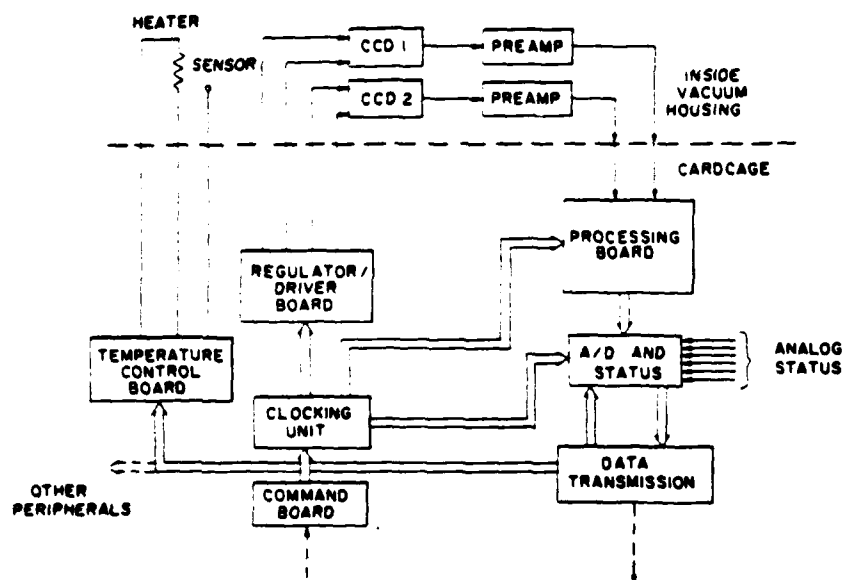 HEATER
SENSOR
CCD 1
PREAMP
CCD 2
PREAMP
INSIDE
VACUUM
HOUSING
CARDCAGE
PROCESSING
BOARD
REGULATOR/
DRIVER
BOARD
TEMPERATURE
CONTROL
BOARD
A/D AND
STATUS
ANALOG
STATUS
CLOCKING
UNIT
DATA
TRANSMISSION
OTHER
PERIPHERALS
COMMAND
BOARD